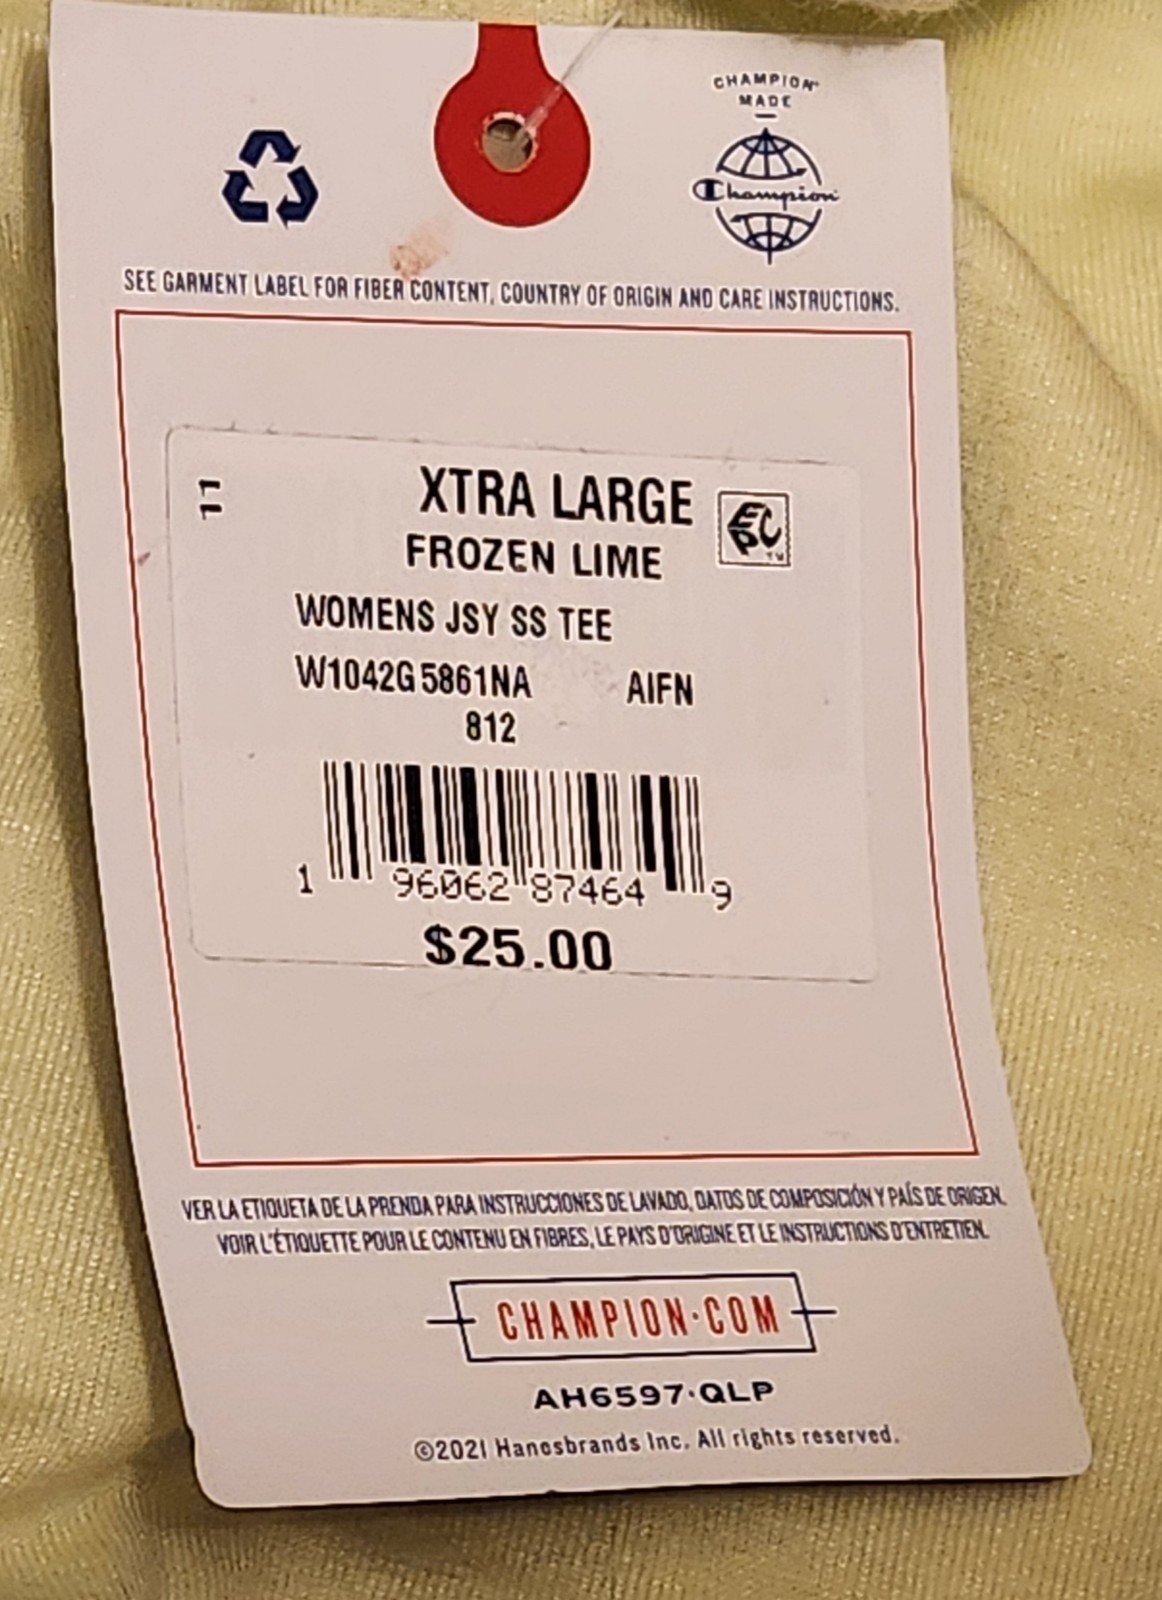 CHAMPION
MADE
Champion
SEE GARMENT LABEL FOR FIBER CONTENT, COUNTRY OF ORIGIN AND CARE INSTRUCTIONS.
11
XTRA LARGE
EPC™
FROZEN LIME
WOMENS JSY SS TEE
W1042G 5861NA AIFN
812
1 96062 87464 9
$25.00
VER LA ETIQUETA DE LA PRENDA PARA INSTRUCCIONES DE LAVADO, DATOS DE COMPOSICIÓN Y PAÍS DE ORIGEN.
VOIR L'ÉTIQUETTE POUR LE CONTENU EN FIBRES, LE PAYS D'ORIGINE ET LE INSTRUCTIONS D'ENTRETIEN.
CHAMPION·COM
AH6597·QLP
©2021 Hanesbrands Inc. All rights reserved.